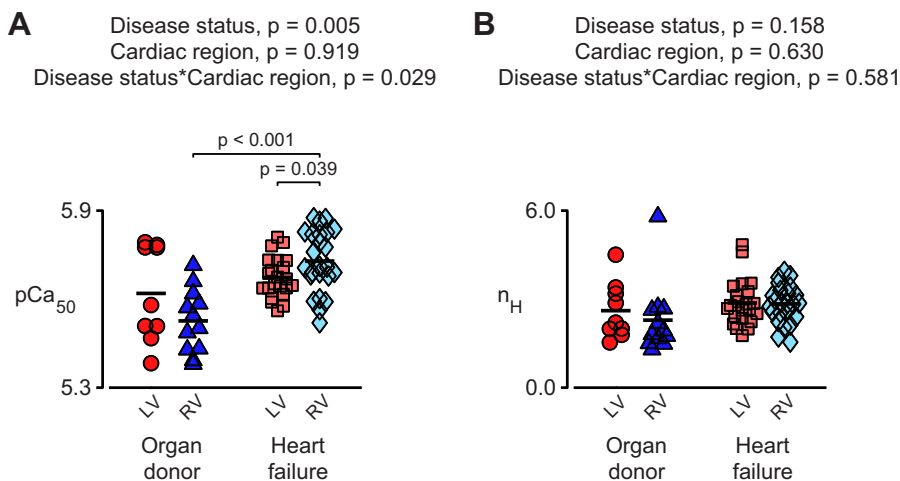 A
Disease status, p = 0.005
Cardiac region, p = 0.919
Disease status*Cardiac region, p = 0.029
p < 0.001
p = 0.039
5.9
pCa50
5.3
LV
RV
LV
RV
Organ donor
Heart failure
B
Disease status, p = 0.158
Cardiac region, p = 0.630
Disease status*Cardiac region, p = 0.581
6.0
nH
0.0
LV
RV
LV
RV
Organ donor
Heart failure